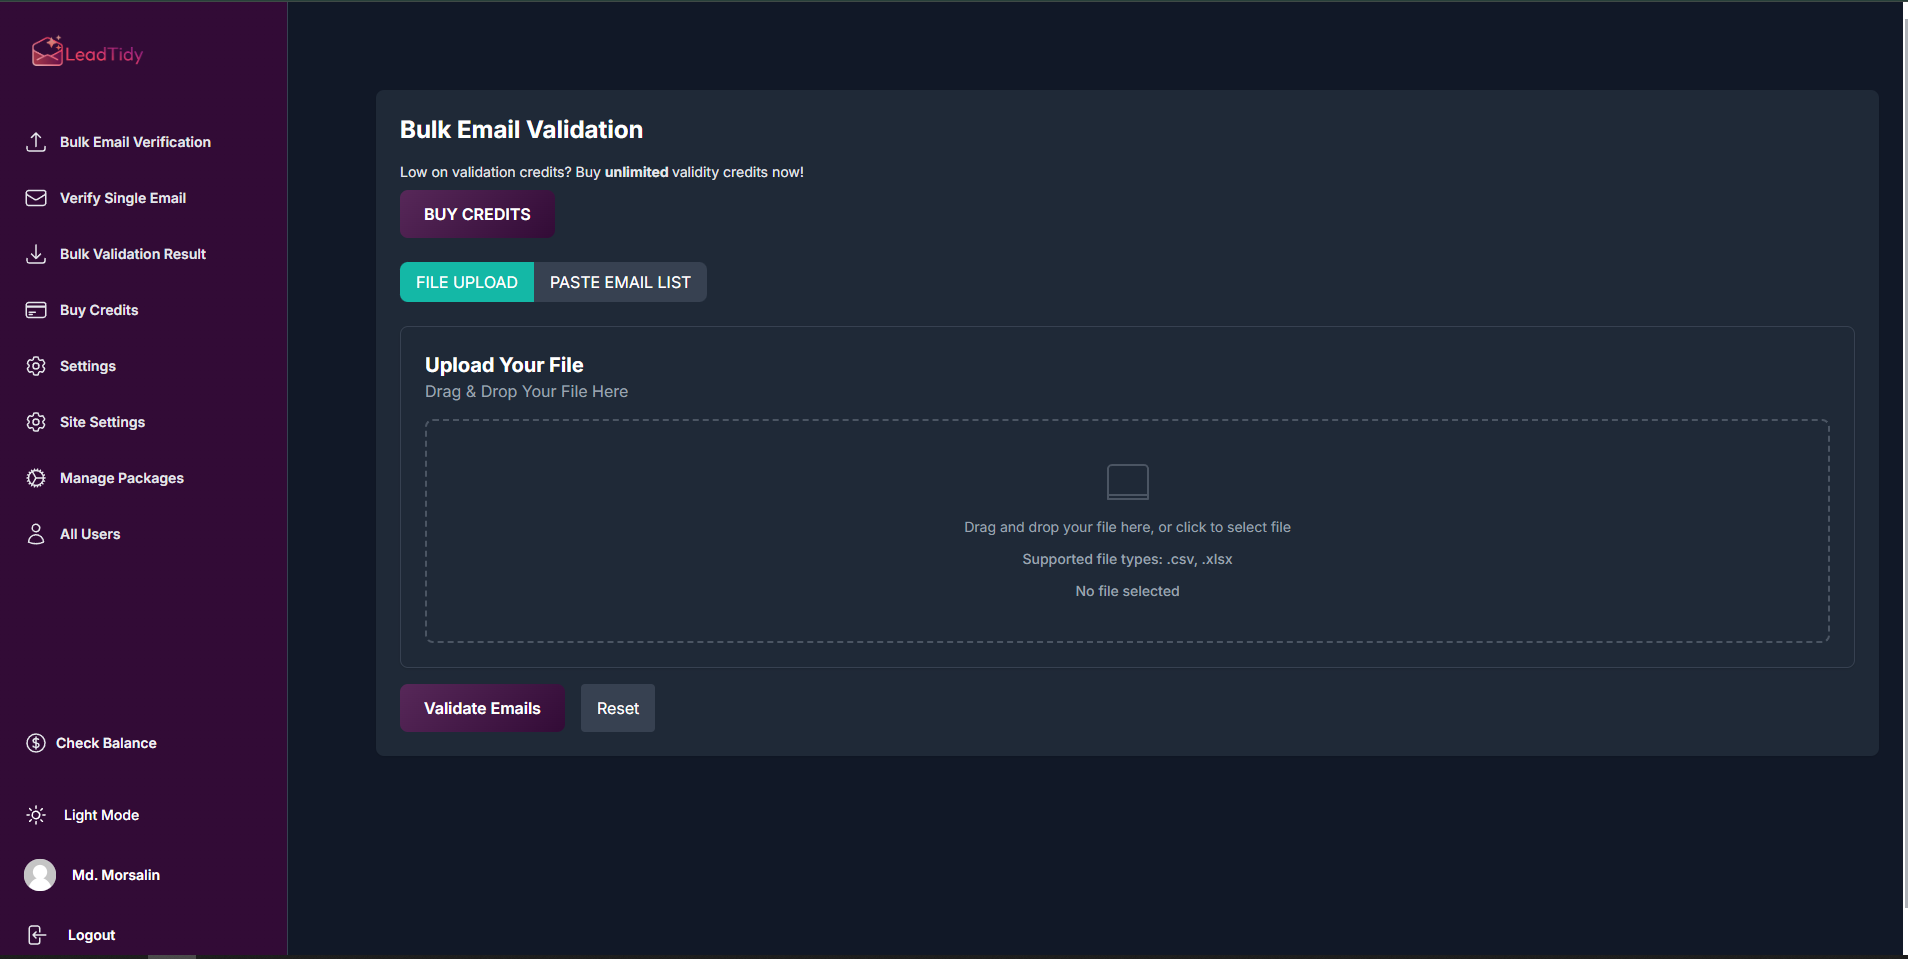 LeadTidy
Bulk Email Verification
Verify Single Email
Bulk Validation Result
Buy Credits
Settings
Site Settings
Manage Packages
All Users
Check Balance
Light Mode
Md. Morsalin
Logout
Bulk Email Validation
Low on validation credits? Buy unlimited validity credits now!
BUY CREDITS
FILE UPLOAD PASTE EMAIL LIST
Upload Your File
Drag & Drop Your File Here
Drag and drop your file here, or click to select file
Supported file types: .csv, .xlsx
No file selected
Validate Emails Reset